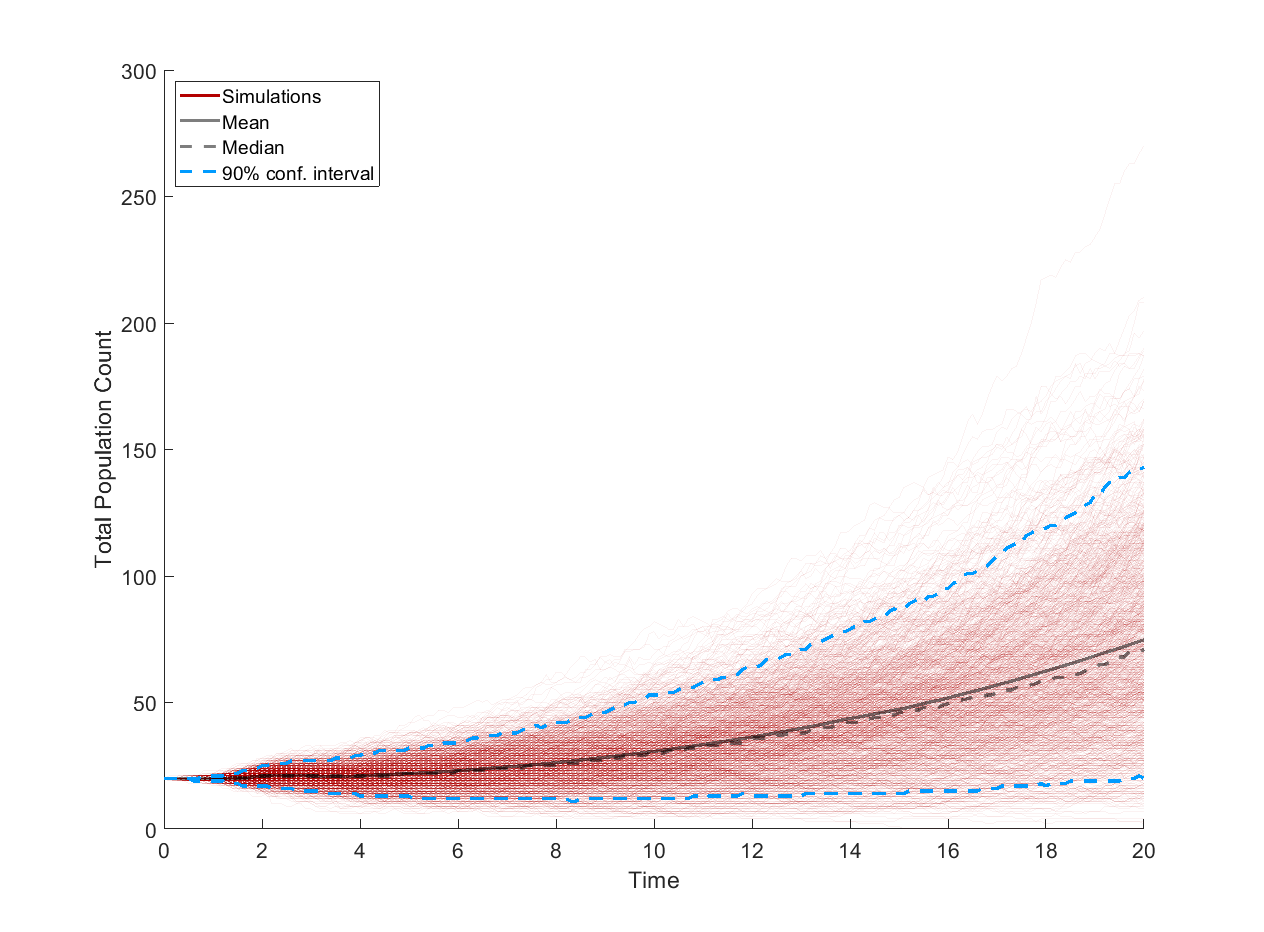 300
250
200
150
100
50
0
Total Population Count
Simulations
Mean
Median
90% conf. interval
0 2 4 6 8 10 12 14 16 18 20
Time